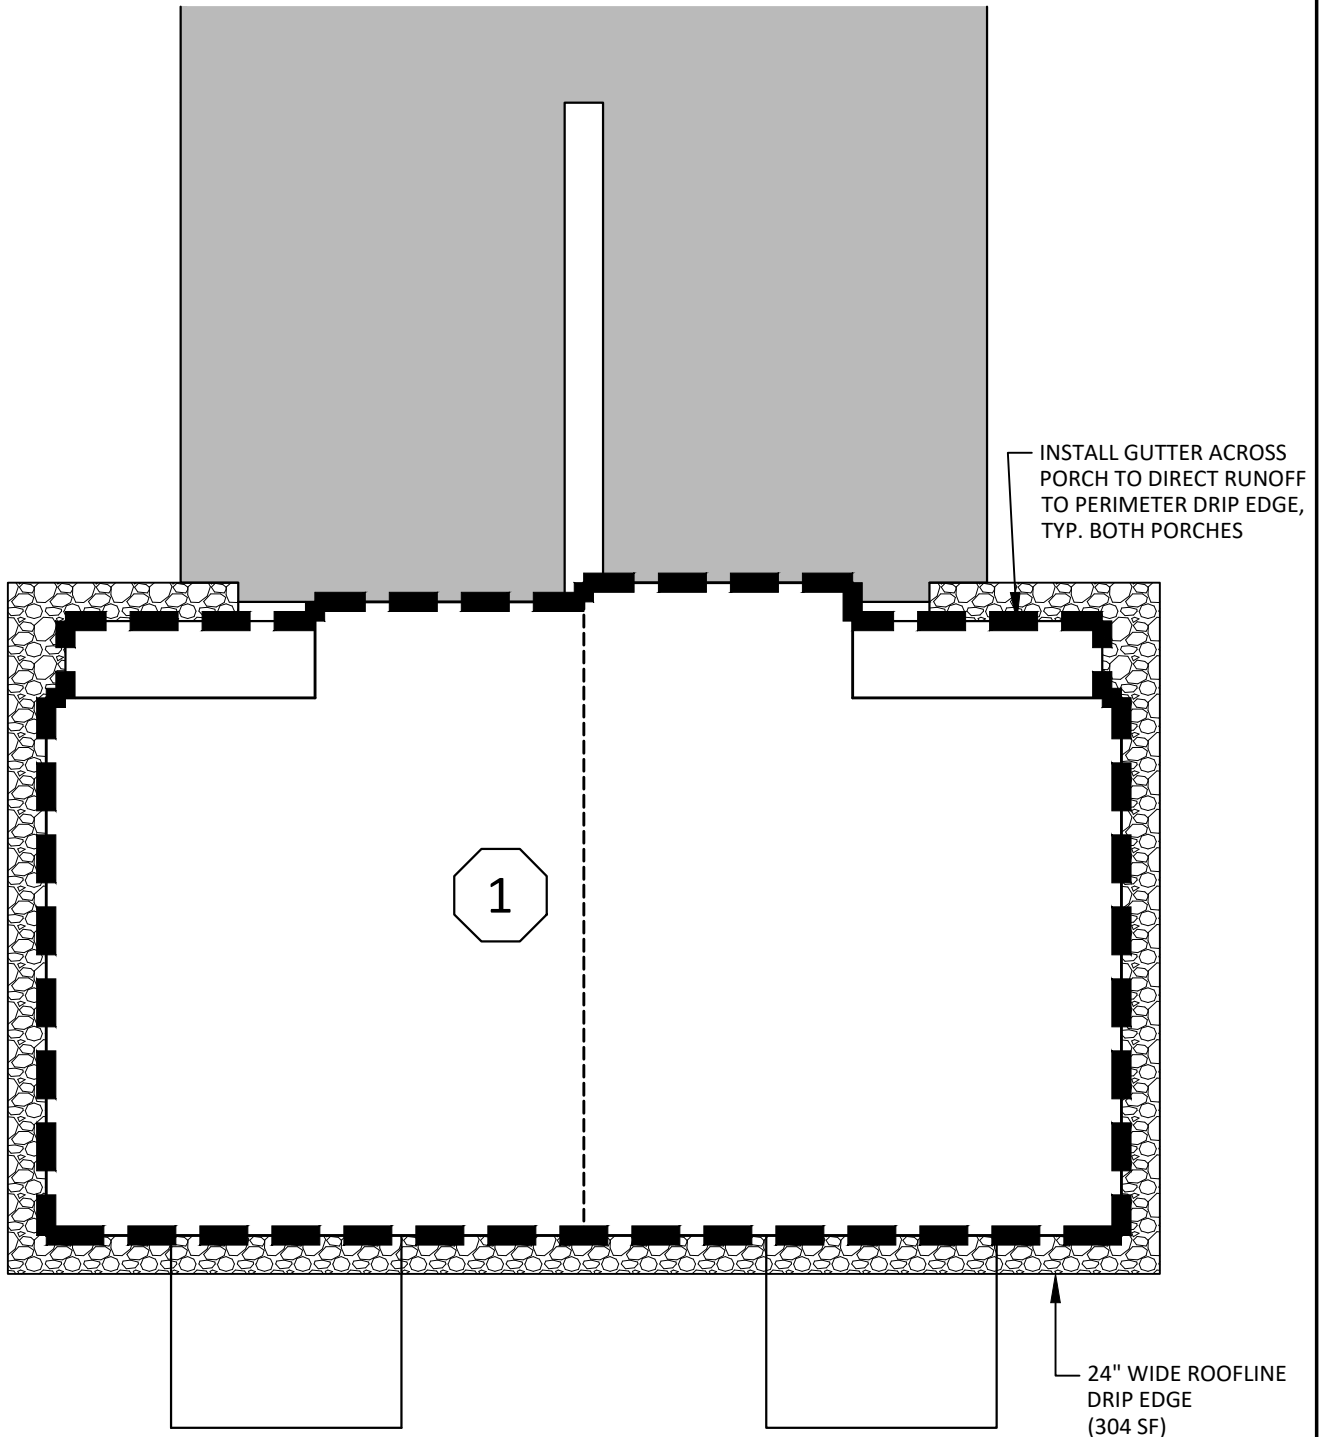 INSTALL GUTTER ACROSS
PORCH TO DIRECT RUNOFF
TO PERIMETER DRIP EDGE,
TYP. BOTH PORCHES
1
24" WIDE ROOFLINE
DRIP EDGE
(304 SF)